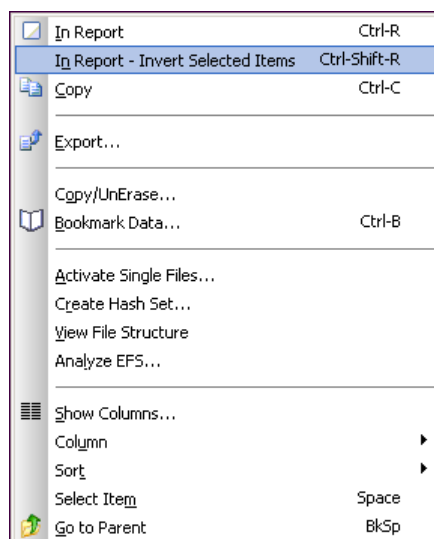 In Report Ctrl-R
In Report - Invert Selected Items Ctrl-Shift-R
Copy Ctrl-C
Export...
Copy/UnErase...
Bookmark Data... Ctrl-B
Activate Single Files...
Create Hash Set...
View File Structure
Analyze EFS...
Show Columns...
Column
Sort
Select Item Space
Go to Parent BkSp